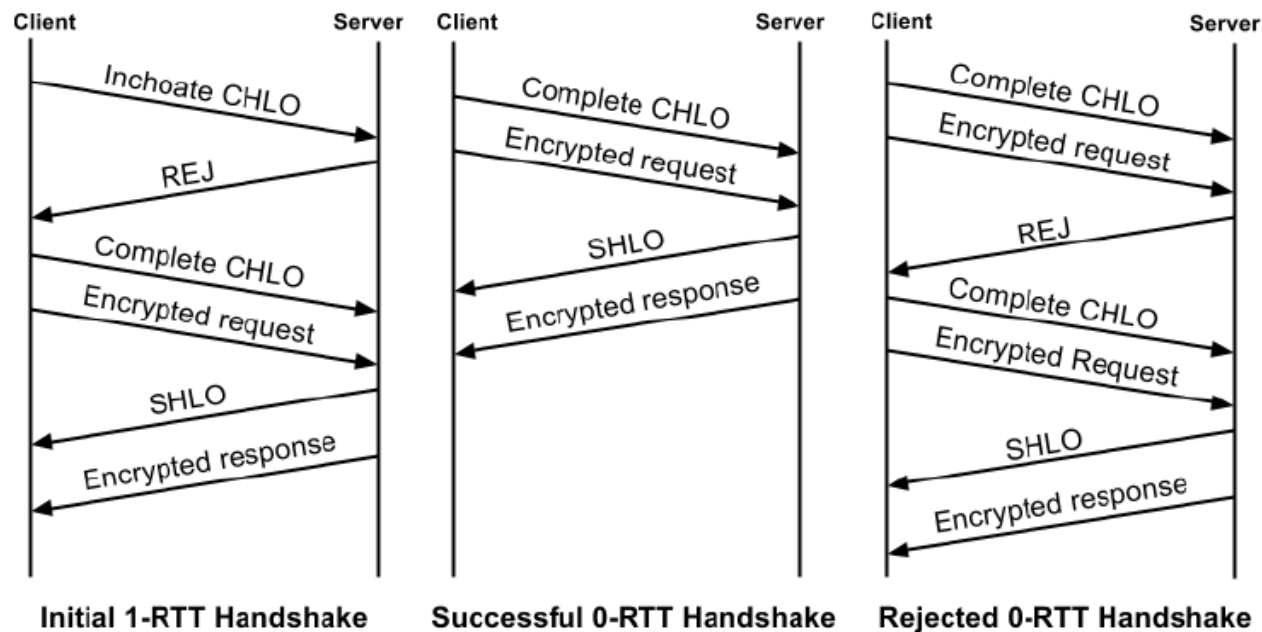 Client
Server
Inchoate CHLO
REJ
Complete CHLO
Encrypted request
SHLO
Encrypted response
Initial 1-RTT Handshake
Client
Server
Complete CHLO
Encrypted request
SHLO
Encrypted response
Successful 0-RTT Handshake
Client
Server
Complete CHLO
Encrypted request
REJ
Complete CHLO
Encrypted Request
SHLO
Encrypted response
Rejected 0-RTT Handshake